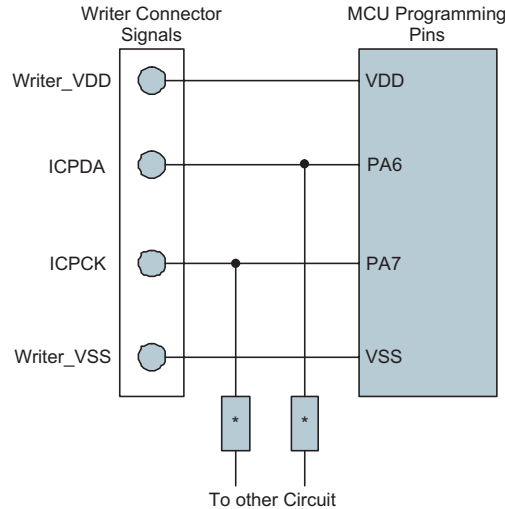 Writer Connector
Signals
MCU Programming
Pins
Writer_VDD
VDD
ICPDA
PA6
ICPCK
PA7
Writer_VSS
VSS
* *
To other Circuit